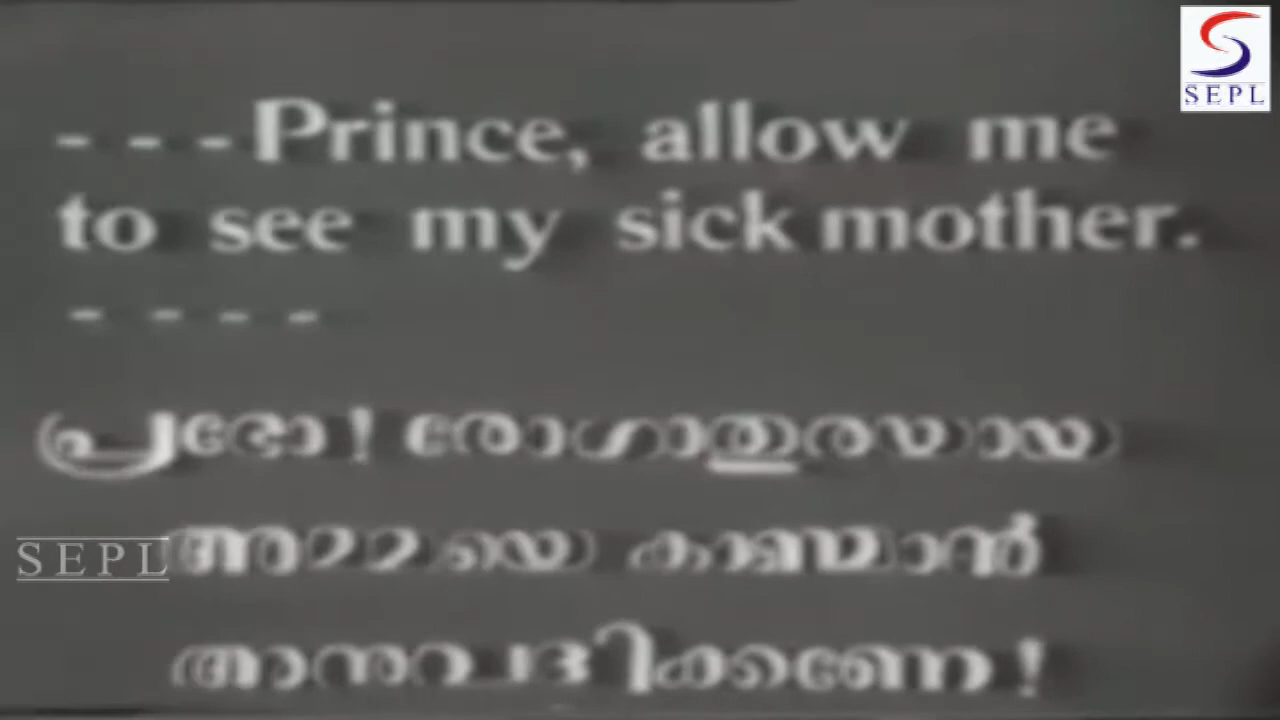 SEPL
- - - Prince, allow me
to see my sick mother.
- - - -
പ്രഭോ! രോഗാതുരയായ
SEPL
അമ്മയെ കാണ്മാൻ
അനുവദിക്കണേ!